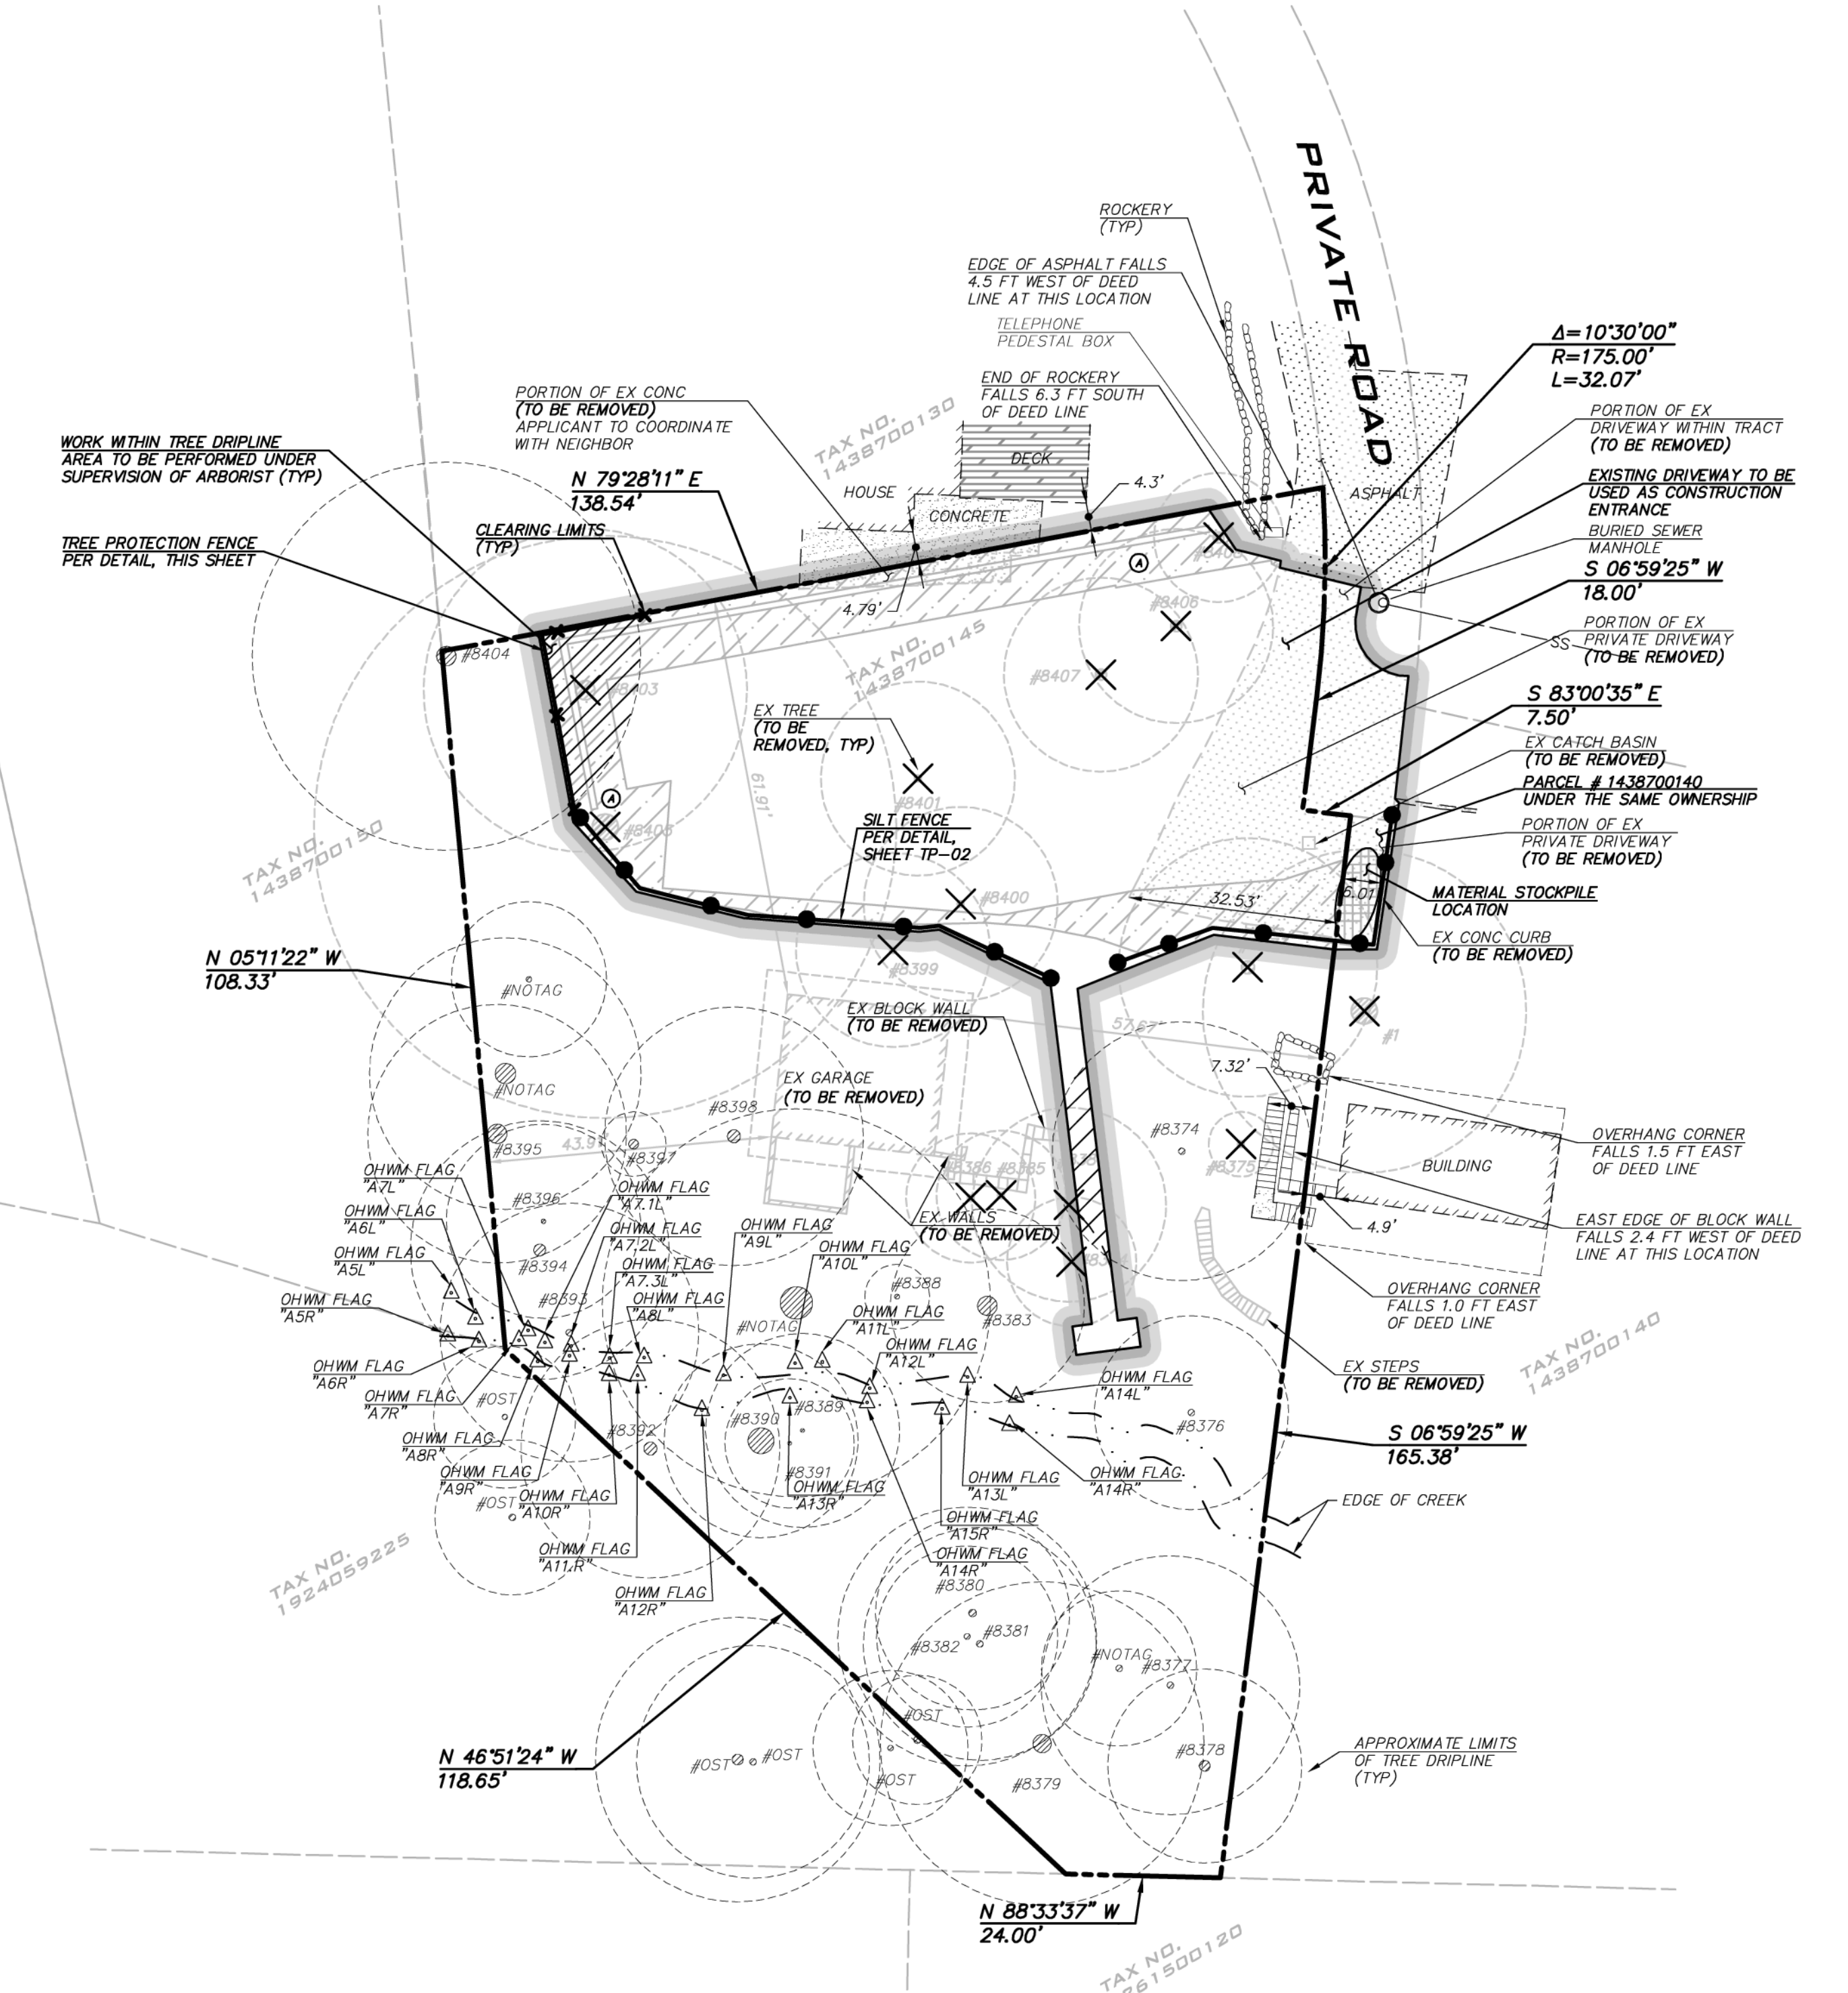 PRIVATE ROAD
ROCKERY
(TYP)
EDGE OF ASPHALT FALLS
4.5 FT WEST OF DEED
LINE AT THIS LOCATION
TELEPHONE
PEDESTAL BOX
END OF ROCKERY
FALLS 6.3 FT SOUTH
OF DEED LINE
Δ=10°30'00"
R=175.00'
L=32.07'
PORTION OF EX CONC
(TO BE REMOVED)
APPLICANT TO COORDINATE
WITH NEIGHBOR
TAX NO.
1438700130
DECK
HOUSE
CONCRETE
4.3'
ASPHALT
PORTION OF EX
DRIVEWAY WITHIN TRACT
(TO BE REMOVED)
WORK WITHIN TREE DRIPLINE
AREA TO BE PERFORMED UNDER
SUPERVISION OF ARBORIST (TYP)
N 79°28'11" E
138.54'
EXISTING DRIVEWAY TO BE
USED AS CONSTRUCTION
ENTRANCE
CLEARING LIMITS
(TYP)
TREE PROTECTION FENCE
PER DETAIL, THIS SHEET
BURIED SEWER
MANHOLE
S 06°59'25" W
18.00'
A
4.79'
#8406
TAX NO.
1438700145
PORTION OF EX
PRIVATE DRIVEWAY
(TO BE REMOVED)
SS
#8404
#8403
#8407
S 83°00'35" E
7.50'
EX TREE
(TO BE
REMOVED, TYP)
EX CATCH BASIN
(TO BE REMOVED)
61.91'
A
#8401
PARCEL # 1438700140
UNDER THE SAME OWNERSHIP
SILT FENCE
PER DETAIL,
SHEET TP-02
PORTION OF EX
PRIVATE DRIVEWAY
(TO BE REMOVED)
TAX NO.
1438700150
#8400
32.53'
6.01'
MATERIAL STOCKPILE
LOCATION
EX CONC CURB
(TO BE REMOVED)
N 05°11'22" W
108.33'
#8399
#NOTAG
EX BLOCK WALL
(TO BE REMOVED)
57.67'
#1
#NOTAG
EX GARAGE
(TO BE REMOVED)
7.32'
#8398
#8374
#8395
43.97'
#8397
#8386
#8385
#8375
BUILDING
OVERHANG CORNER
FALLS 1.5 FT EAST
OF DEED LINE
OHWM FLAG
"A7L"
#8396
OHWM FLAG
"A7.1L"
OHWM FLAG
"A6L"
OHWM FLAG
"A7.2L"
OHWM FLAG
"A9L"
EX WALLS
(TO BE REMOVED)
4.9'
EAST EDGE OF BLOCK WALL
FALLS 2.4 FT WEST OF DEED
LINE AT THIS LOCATION
OHWM FLAG
"A5L"
#8394
OHWM FLAG
"A7.3L"
OHWM FLAG
"A10L"
#8388
OHWM FLAG
"A5R"
#8393
OHWM FLAG
"A8L"
#NOTAG
OHWM FLAG
"A11L"
#8383
OVERHANG CORNER
FALLS 1.0 FT EAST
OF DEED LINE
OHWM FLAG
"A6R"
OHWM FLAG
"A12L"
TAX NO.
1438700140
OHWM FLAG
"A7R"
#OST
OHWM FLAG
"A14L"
EX STEPS
(TO BE REMOVED)
#8389
#8390
#8392
#8376
OHWM FLAG
"A8R"
S 06°59'25" W
165.38'
OHWM FLAG
"A9R"
#8391
OHWM FLAG
"A13R"
OHWM FLAG
"A13L"
OHWM FLAG
"A14R"
#OST
OHWM FLAG
"A10R"
EDGE OF CREEK
OHWM FLAG
"A15R"
TAX NO.
1924059225
OHWM FLAG
"A11.R"
OHWM FLAG
"A14R"
#8380
OHWM FLAG
"A12R"
#8382
#8381
#NOTAG
#8377
#OST
N 46°51'24" W
118.65'
#OST
#OST
#OST
#8379
#8378
APPROXIMATE LIMITS
OF TREE DRIPLINE
(TYP)
N 88°33'37" W
24.00'
TAX NO.